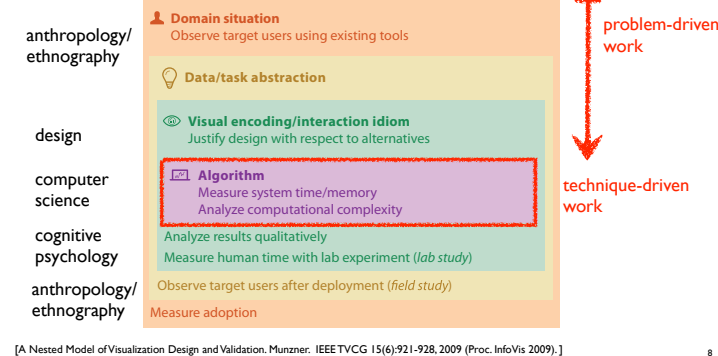 anthropology/
ethnography
Domain situation
Observe target users using existing tools
problem-driven
work
Data/task abstraction
design
Visual encoding/interaction idiom
Justify design with respect to alternatives
computer
science
Algorithm
Measure system time/memory
Analyze computational complexity
technique-driven
work
cognitive
psychology
Analyze results qualitatively
Measure human time with lab experiment (lab study)
anthropology/
ethnography
Observe target users after deployment (field study)
Measure adoption
[A Nested Model of Visualization Design and Validation. Munzner. IEEE TVCG 15(6):921-928, 2009 (Proc. InfoVis 2009). ]
8